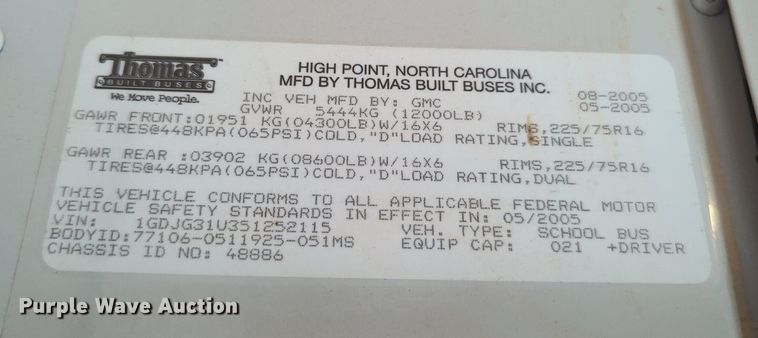 Thomas
BUILT BUSES
We Move People.
HIGH POINT, NORTH CAROLINA
MFD BY THOMAS BUILT BUSES INC.
INC VEH MFD BY: GMC 08-2005
GVWR 5444KG (12000LB) 05-2005
GAWR FRONT:01951 KG(04300LB)W/16X6 RIMS,225/75R16
TIRES@448KPA(065PSI)COLD,"D"LOAD RATING,SINGLE
GAWR REAR :03902 KG(08600LB)W/16X6 RIMS,225/75R16
TIRES@448KPA(065PSI)COLD,"D"LOAD RATING,DUAL
THIS VEHICLE CONFORMS TO ALL APPLICABLE FEDERAL MOTOR
VEHICLE SAFETY STANDARDS IN EFFECT IN: 05/2005
VIN: 1GDJG31U351252115 VEH. TYPE: SCHOOL BUS
BODYID:77106-0511925-051MS EQUIP CAP: 021 +DRIVER
CHASSIS ID NO: 48886
Purple Wave Auction